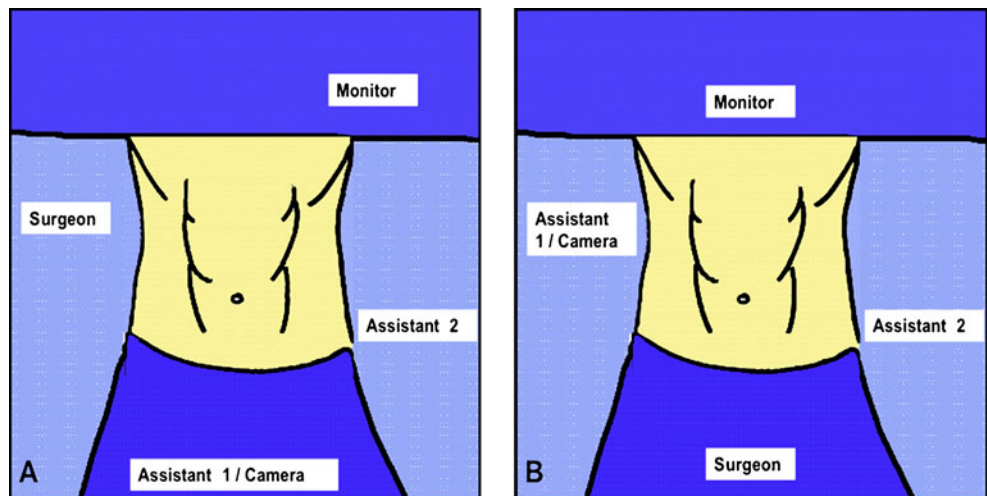 Monitor
Surgeon
Assistant 2
Assistant 1 / Camera
A
Monitor
Assistant
1 / Camera
Assistant 2
Surgeon
B